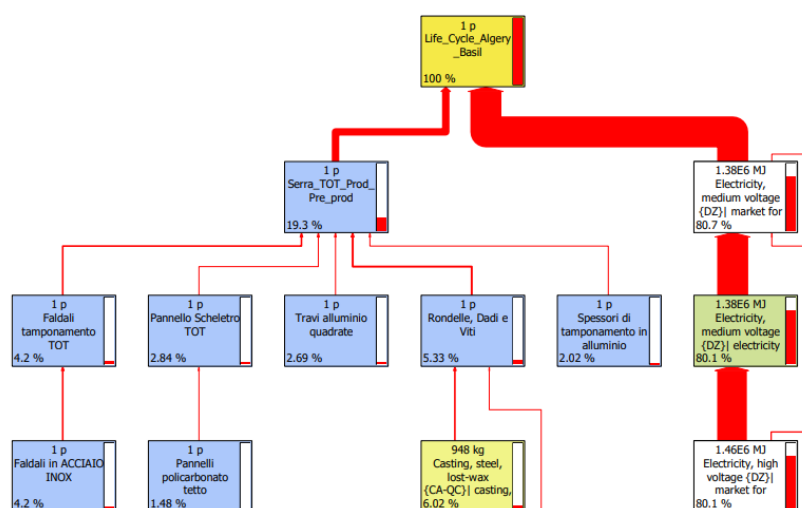 1 p
Life_Cycle_Algery
_Basil
100 %
1 p
Serra_TOT_Prod_
Pre_prod
19.3 %
1.38E6 MJ
Electricity,
medium voltage
{DZ}| market for
80.7 %
1 p
Faldali
tamponamento
TOT
4.2 %
1 p
Pannello Scheletro
TOT
2.84 %
1 p
Travi alluminio
quadrate
2.69 %
1 p
Rondelle, Dadi e
Viti
5.33 %
1 p
Spessori di
tamponamento in
alluminio
2.02 %
1.38E6 MJ
Electricity,
medium voltage
{DZ}| electricity
80.1 %
1 p
Faldali in ACCIAIO
INOX
4.2 %
1 p
Pannelli
policarbonato
tetto
1.48 %
948 kg
Casting, steel,
lost-wax
{CA-QC}| casting,
6.02 %
1.46E6 MJ
Electricity, high
voltage {DZ}|
market for
80.1 %